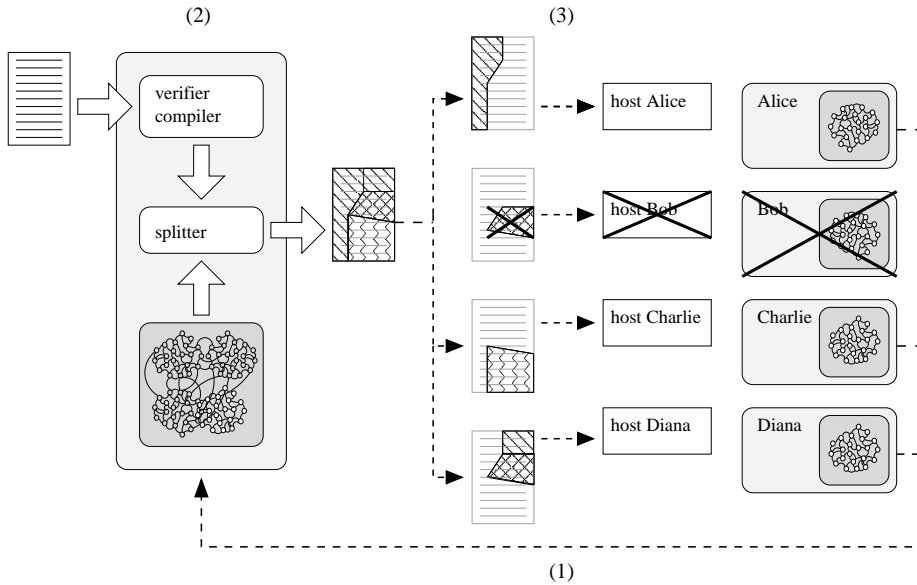 (2)
(3)
verifier
compiler
splitter
host Alice
Alice
host Bob
Bob
host Charlie
Charlie
host Diana
Diana
(1)